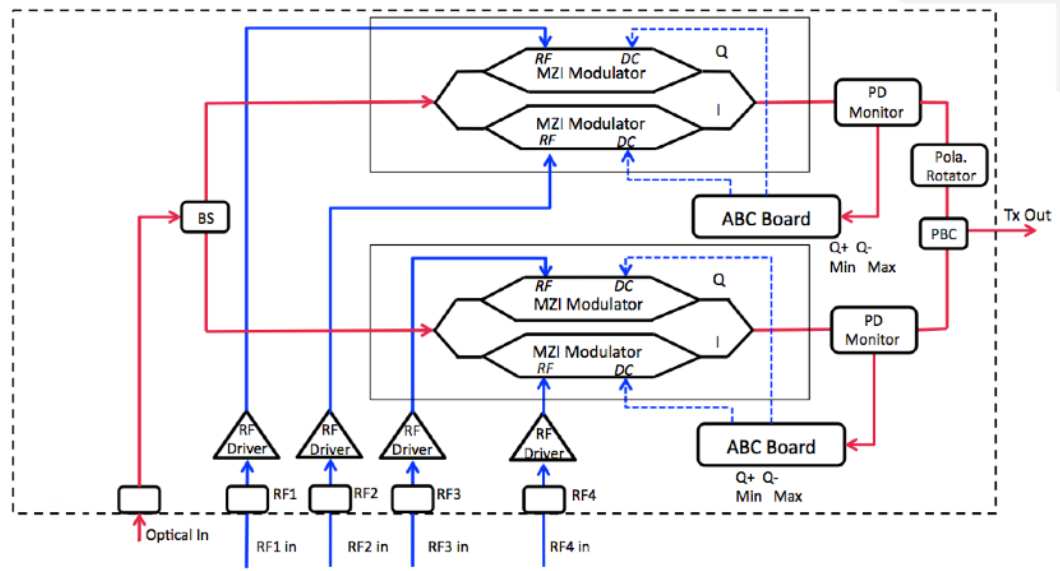 RF
DC
Q
MZI Modulator
MZI Modulator
I
RF
DC
PD
Monitor
Pola.
Rotator
BS
ABC Board
Tx Out
PBC
Q+ Q-
Min Max
RF
DC
Q
MZI Modulator
PD
Monitor
MZI Modulator
I
RF
DC
RF
Driver
RF
Driver
RF
Driver
RF
Driver
ABC Board
Q+ Q-
Min Max
RF1
RF2
RF3
RF4
Optical In
RF1 in
RF2 in
RF3 in
RF4 in